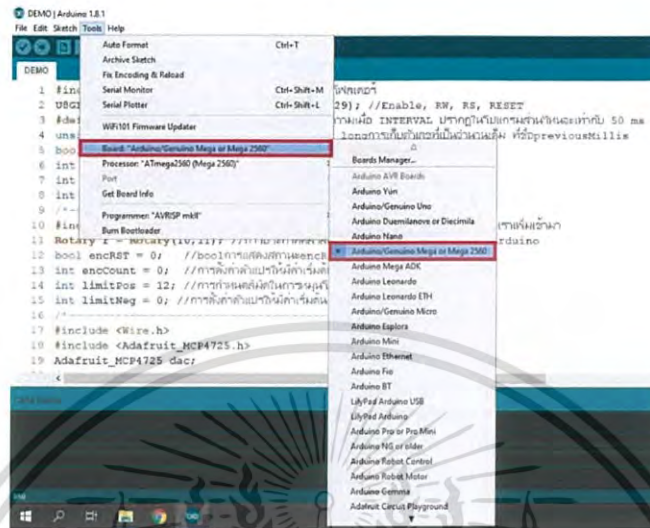 DEMO | Arduino 1.8.1
File Edit Sketch Tools Help
Auto Format Ctrl+T
Archive Sketch
Fix Encoding & Reload
Serial Monitor Ctrl+Shift+M
Serial Plotter Ctrl+Shift+L
WiFi101 Firmware Updater
Board: "Arduino/Genuino Mega or Mega 2560"
Processor: "ATmega2560 (Mega 2560)"
Port
Get Board Info
Programmer: "AVRISP mkII"
Burn Bootloader
Boards Manager...
Arduino AVR Boards
Arduino Yún
Arduino/Genuino Uno
Arduino Duemilanove or Diecimila
Arduino Nano
Arduino/Genuino Mega or Mega 2560
Arduino Mega ADK
Arduino Leonardo
Arduino Leonardo ETH
Arduino/Genuino Micro
Arduino Esplora
Arduino Mini
Arduino Ethernet
Arduino Fio
Arduino BT
LilyPad Arduino USB
LilyPad Arduino
Arduino Pro or Pro Mini
Arduino NG or older
Arduino Robot Control
Arduino Robot Motor
Arduino Gemma
Adafruit Circuit Playground
DEMO
1 #inc
2 U8GI 29); //Enable, RW, RS, RESET
3 #def INTERVAL 50 ms
4 unsi previousMillis
5 boo
6 int
7 int
8 int
9 /*--
10 #inc
11 Rotary r = Rotary(10,11); // rduino
12 bool encRST = 0; //
13 int encCount = 0; //
14 int limitPos = 12; //
15 int limitNeg = 0; //
16 /*
17 #include <Wire.h>
18 #include <Adafruit_MCP4725.h>
19 Adafruit_MCP4725 dac;